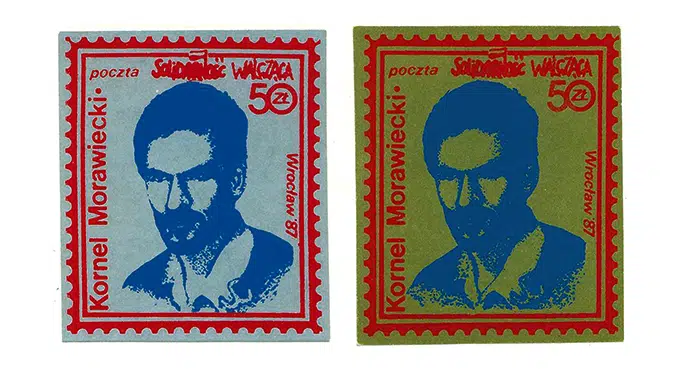 poczta SOLIDARNOŚĆ WALCZĄCA
50 ZŁ
Kornel Morawiecki •
Wrocław '87
poczta SOLIDARNOŚĆ WALCZĄCA
50 ZŁ
Kornel Morawiecki •
Wrocław '87